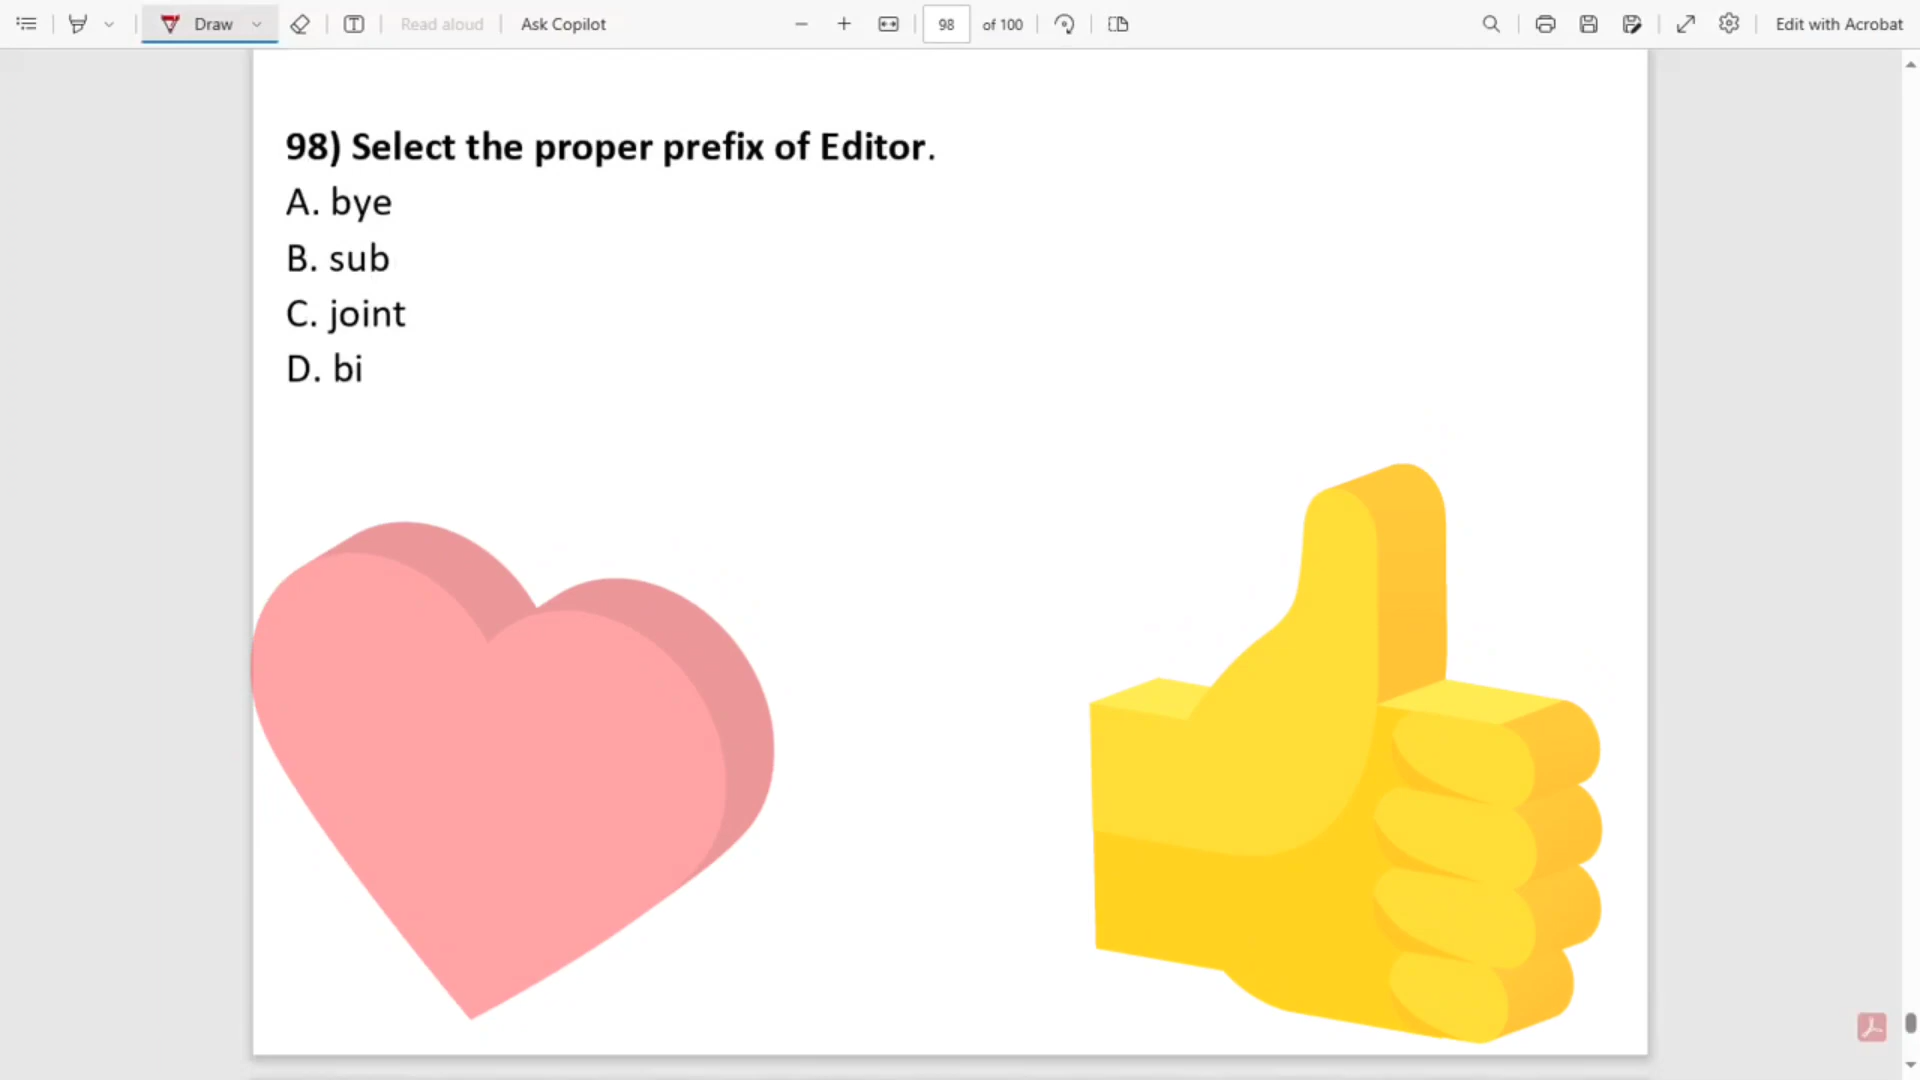 Draw
Read aloud
Ask Copilot
98
of 100
Edit with Acrobat
98) Select the proper prefix of Editor.
A. bye
B. sub
C. joint
D. bi